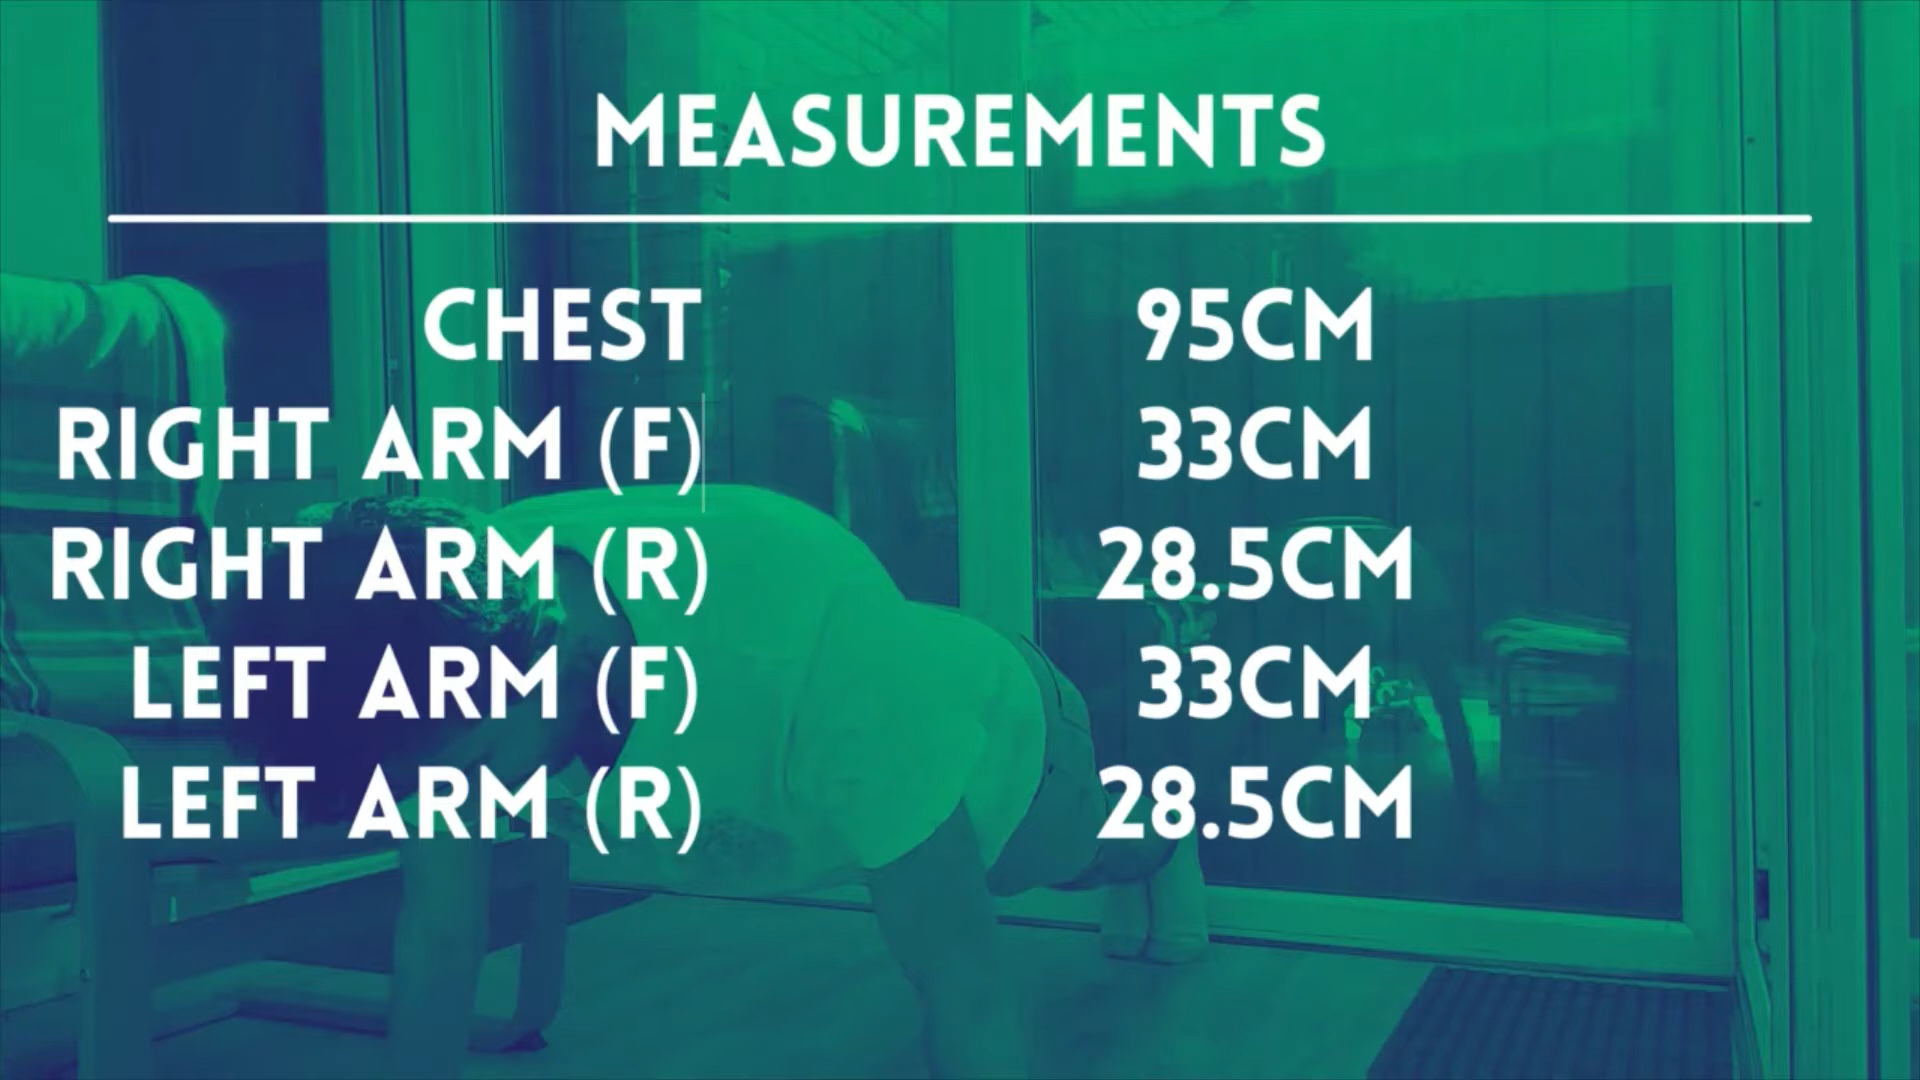 MEASUREMENTS
CHEST 95CM
RIGHT ARM (F) 33CM
RIGHT ARM (R) 28.5CM
LEFT ARM (F) 33CM
LEFT ARM (R) 28.5CM